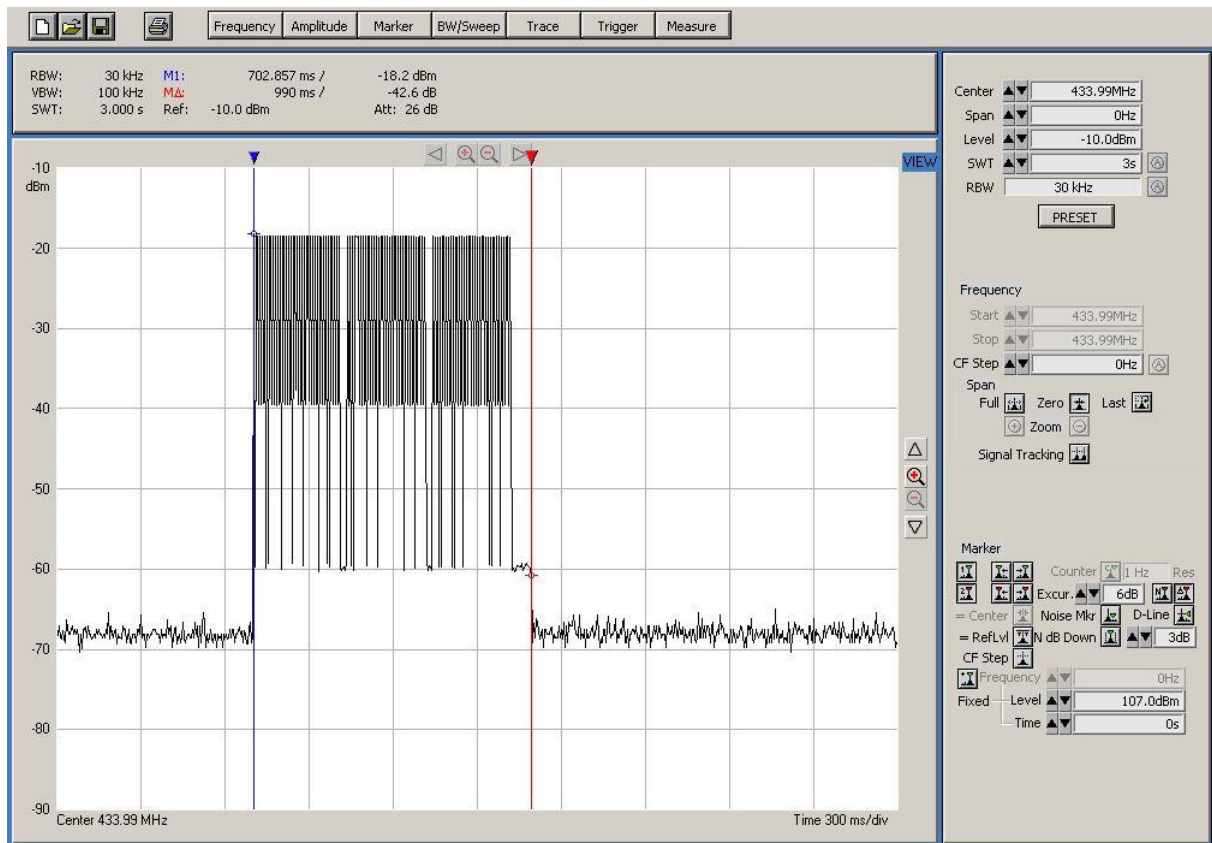 Frequency Amplitude Marker BW/Sweep Trace Trigger Measure
RBW: 30 kHz M1: 702.857 ms / -18.2 dBm
VBW: 100 kHz MΔ: 990 ms / -42.6 dB
SWT: 3.000 s Ref: -10.0 dBm Att: 26 dB
VIEW
-10
dBm
-20
-30
-40
-50
-60
-70
-80
-90
Center 433.99 MHz Time 300 ms/div
Center 433.99MHz
Span 0Hz
Level -10.0dBm
SWT 3s
RBW 30 kHz
PRESET
Frequency
Start 433.99MHz
Stop 433.99MHz
CF Step 0Hz
Span
Full Zero Last
Zoom
Signal Tracking
Marker
Counter 1 Hz Res
Excur. 6dB
= Center Noise Mkr D-Line
= RefLvl N dB Down 3dB
CF Step
Frequency 0Hz
Fixed Level 107.0dBm
Time 0s